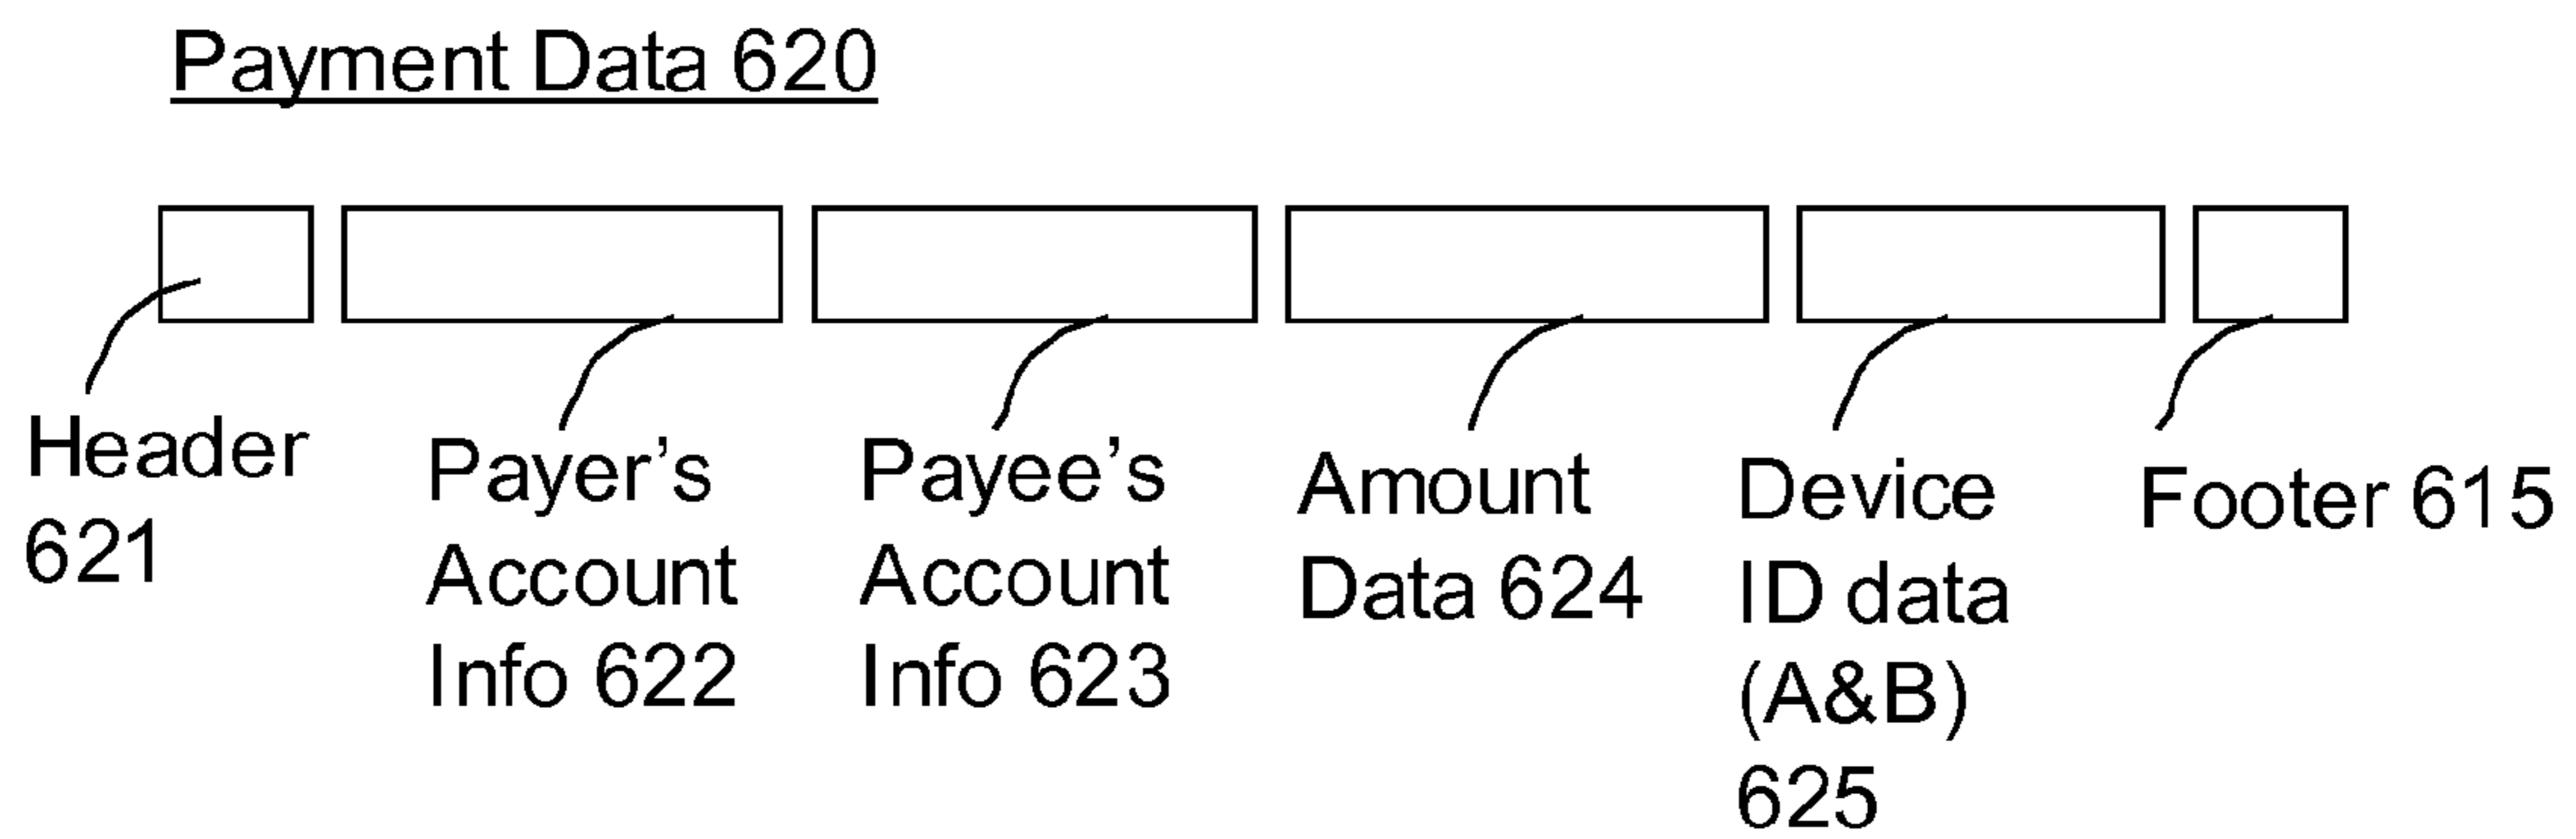 Payment Data 620
Header
621
Payer’s
Account
Info 622
Payee’s
Account
Info 623
Amount
Data 624
Device
ID data
(A&B)
625
Footer 615